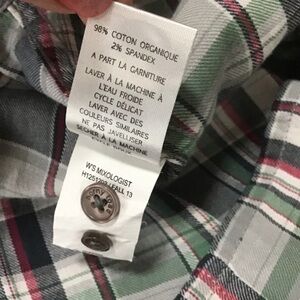 98% COTON ORGANIQUE
2% SPANDEX
A PART LA GARNITURE
LAVER À LA MACHINE À
L'EAU FROIDE
CYCLE DÉLICAT
LAVER AVEC DES
COULEURS SIMILAIRES
NE PAS JAVELLISER
SÉCHER À LA MACHINE
W'S MIXOLOGIST
FALL 13